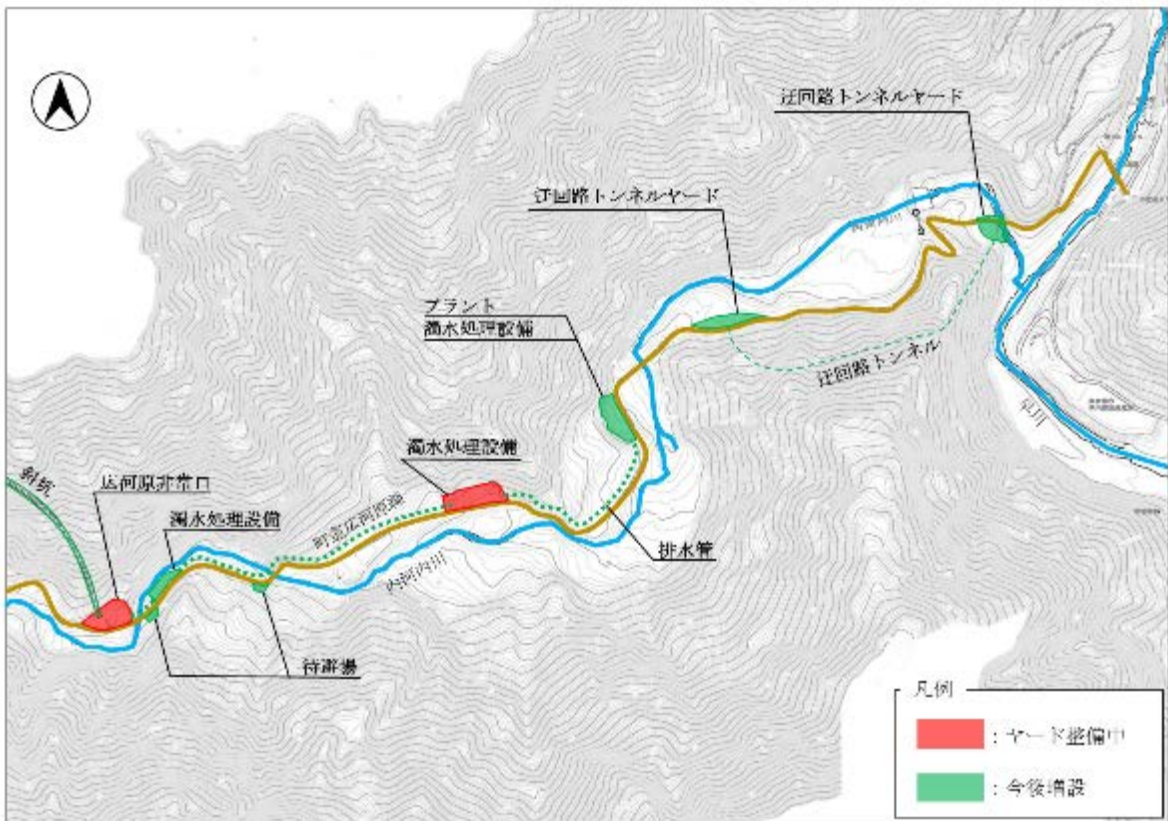 迂回路トンネルヤード
迂回路トンネルヤード
プラント
濁水処理設備
迂回路トンネル
早川
濁水処理設備
斜坑
広河原非常口
濁水処理設備
町道広河原線
内河内川
排水管
待避場
凡例
：ヤード整備中
：今後増設